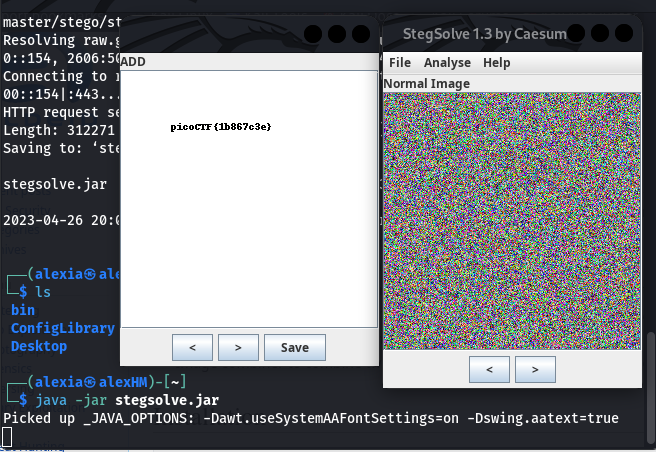 master/stego/st
Resolving raw.g
0::154, 2606:50
Connecting to r
00::154|:443...
HTTP request se
Length: 312271
Saving to: ‘ste
stegsolve.jar
2023-04-26 20:0
┌──(alexia㉿ale
└─$ ls
bin
ConfigLibrary
Desktop
┌──(alexia㉿alexHM)-[~]
└─$ java -jar stegsolve.jar
Picked up _JAVA_OPTIONS: -Dawt.useSystemAAFontSettings=on -Dswing.aatext=true
ADD
picoCTF{1b867c3e}
< > Save
StegSolve 1.3 by Caesum
File Analyse Help
Normal Image
< >